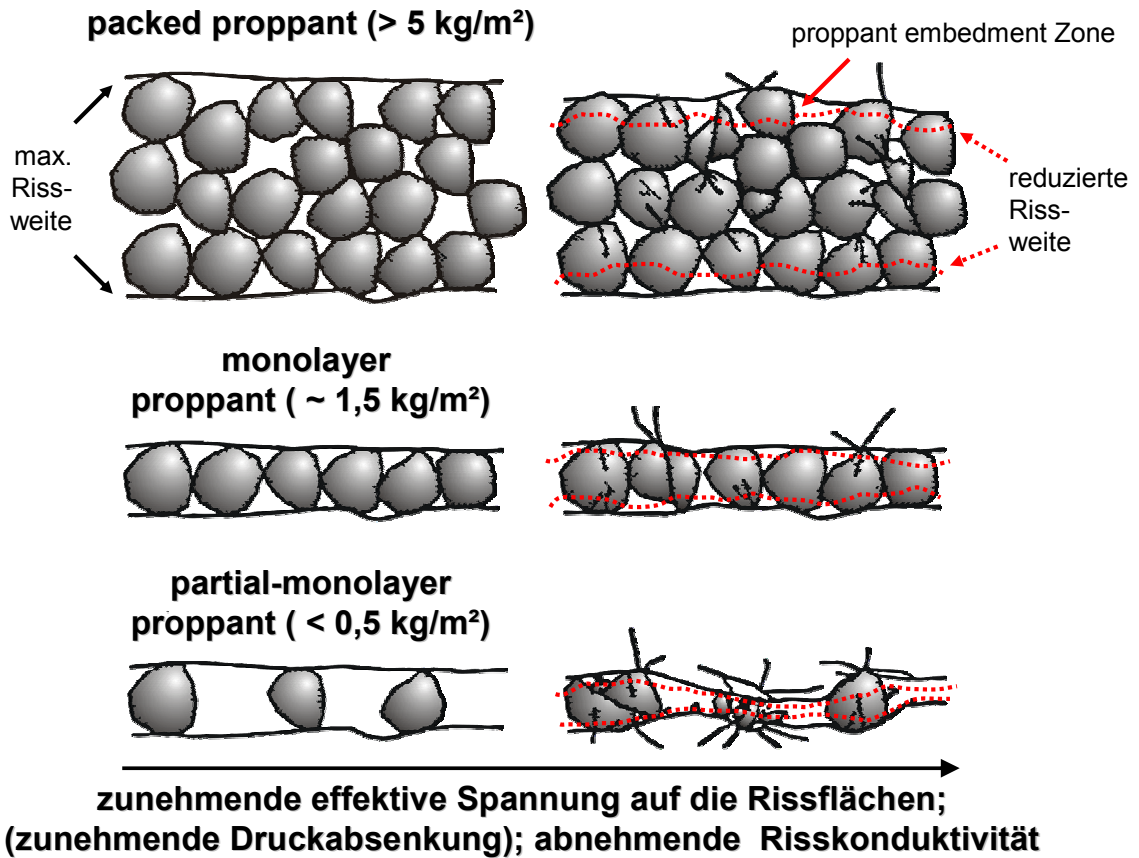 packed proppant (> 5 kg/m²)
proppant embedment Zone
max.
Riss-
weite
reduzierte
Riss-
weite
monolayer
proppant ( ~ 1,5 kg/m²)
partial-monolayer
proppant ( < 0,5 kg/m²)
zunehmende effektive Spannung auf die Rissflächen;
(zunehmende Druckabsenkung); abnehmende Risskonduktivität